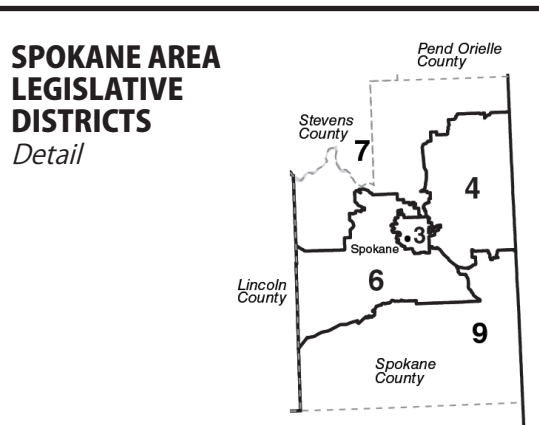 SPOKANE AREA
LEGISLATIVE
DISTRICTS
Detail
Pend Orielle
County
Stevens
County
7
4
3
Spokane
6
Lincoln
County
9
Spokane
County